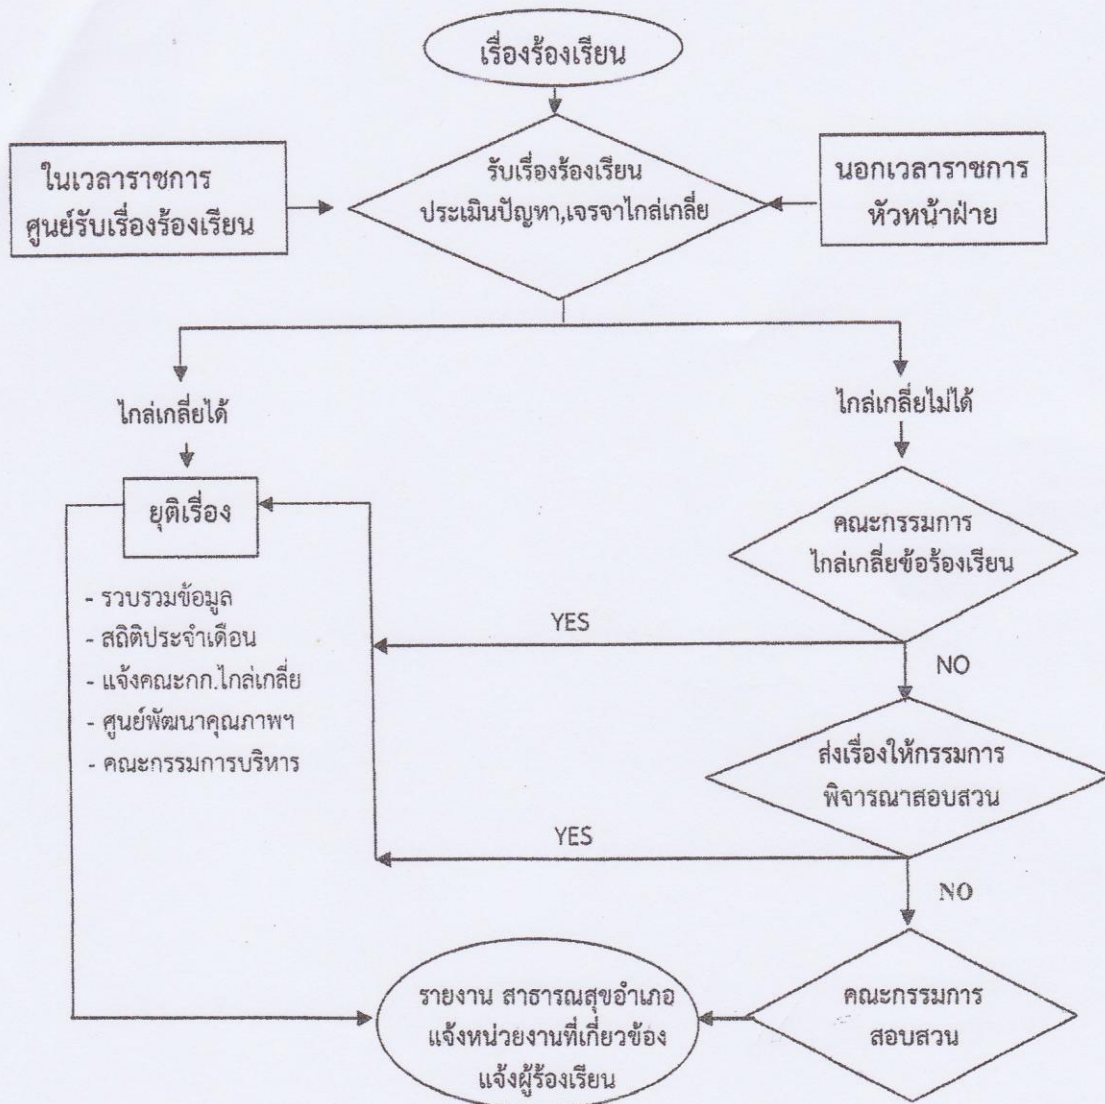 เรื่องร้องเรียน
ในเวลาราชการ
ศูนย์รับเรื่องร้องเรียน
รับเรื่องร้องเรียน
ประเมินปัญหา,เจรจาไกล่เกลี่ย
นอกเวลาราชการ
หัวหน้าฝ่าย
ไกล่เกลี่ยได้
ไกล่เกลี่ยไม่ได้
ยุติเรื่อง
คณะกรรมการ
ไกล่เกลี่ยข้อร้องเรียน
- รวบรวมข้อมูล
- สถิติประจำเดือน
- แจ้งคณะกก.ไกล่เกลี่ย
- ศูนย์พัฒนาคุณภาพฯ
- คณะกรรมการบริหาร
YES
NO
ส่งเรื่องให้กรรมการ
พิจารณาสอบสวน
YES
NO
รายงาน สาธารณสุขอำเภอ
แจ้งหน่วยงานที่เกี่ยวข้อง
แจ้งผู้ร้องเรียน
คณะกรรมการ
สอบสวน